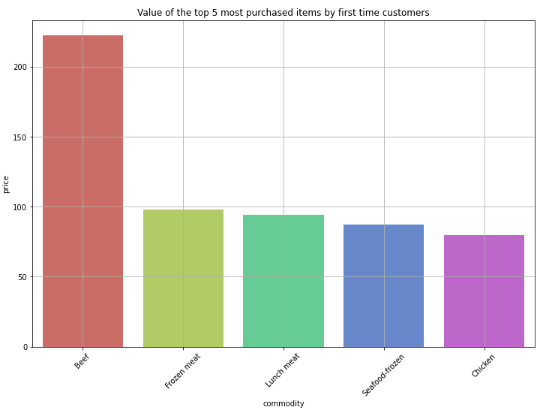 Value of the top 5 most purchased items by first time customers
price
200
150
100
50
0
Beef
Frozen meat
Lunch meat
Seafood-frozen
Chicken
commodity